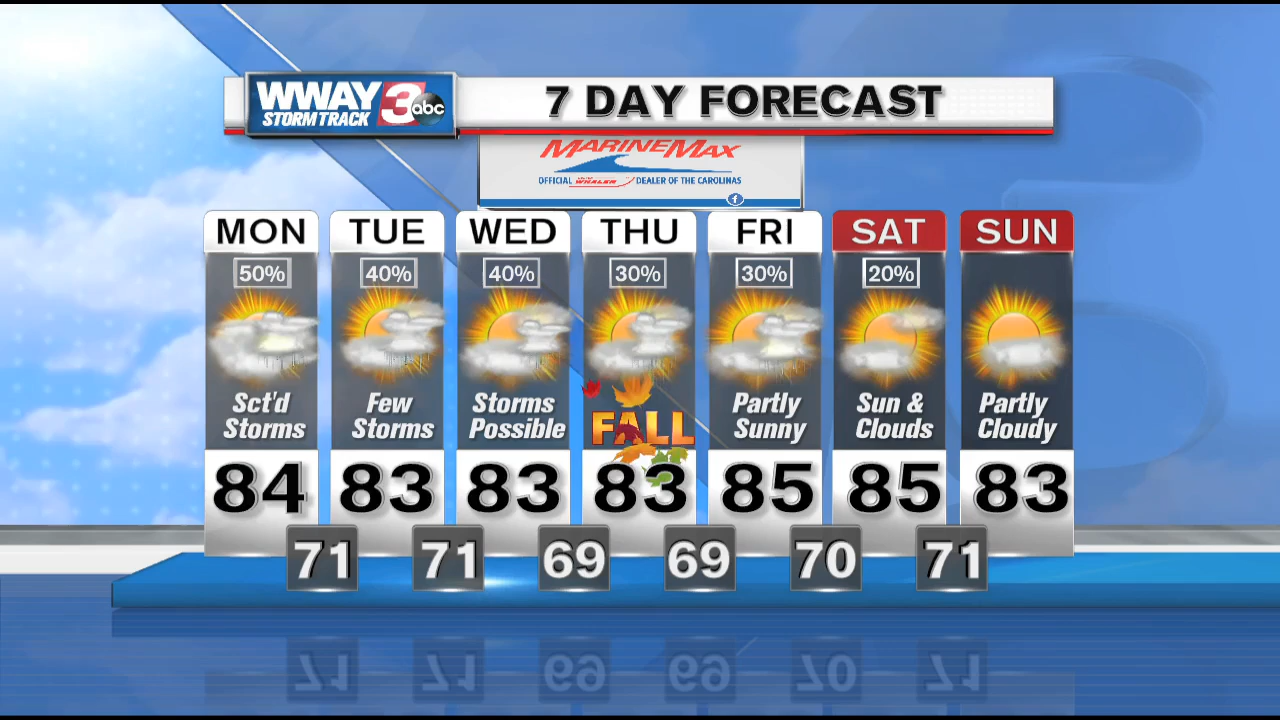 WWAY 3 abc
STORMTRACK
7 DAY FORECAST
MARINEMAX
OFFICIAL WHALER DEALER OF THE CAROLINAS
f
MON TUE WED THU FRI SAT SUN
50% 40% 40% 30% 30% 20%
Sct'd Few Storms Partly Sun & Partly
Storms Storms Possible FALL Sunny Clouds Cloudy
84 83 83 83 85 85 83
71 71 69 69 70 71